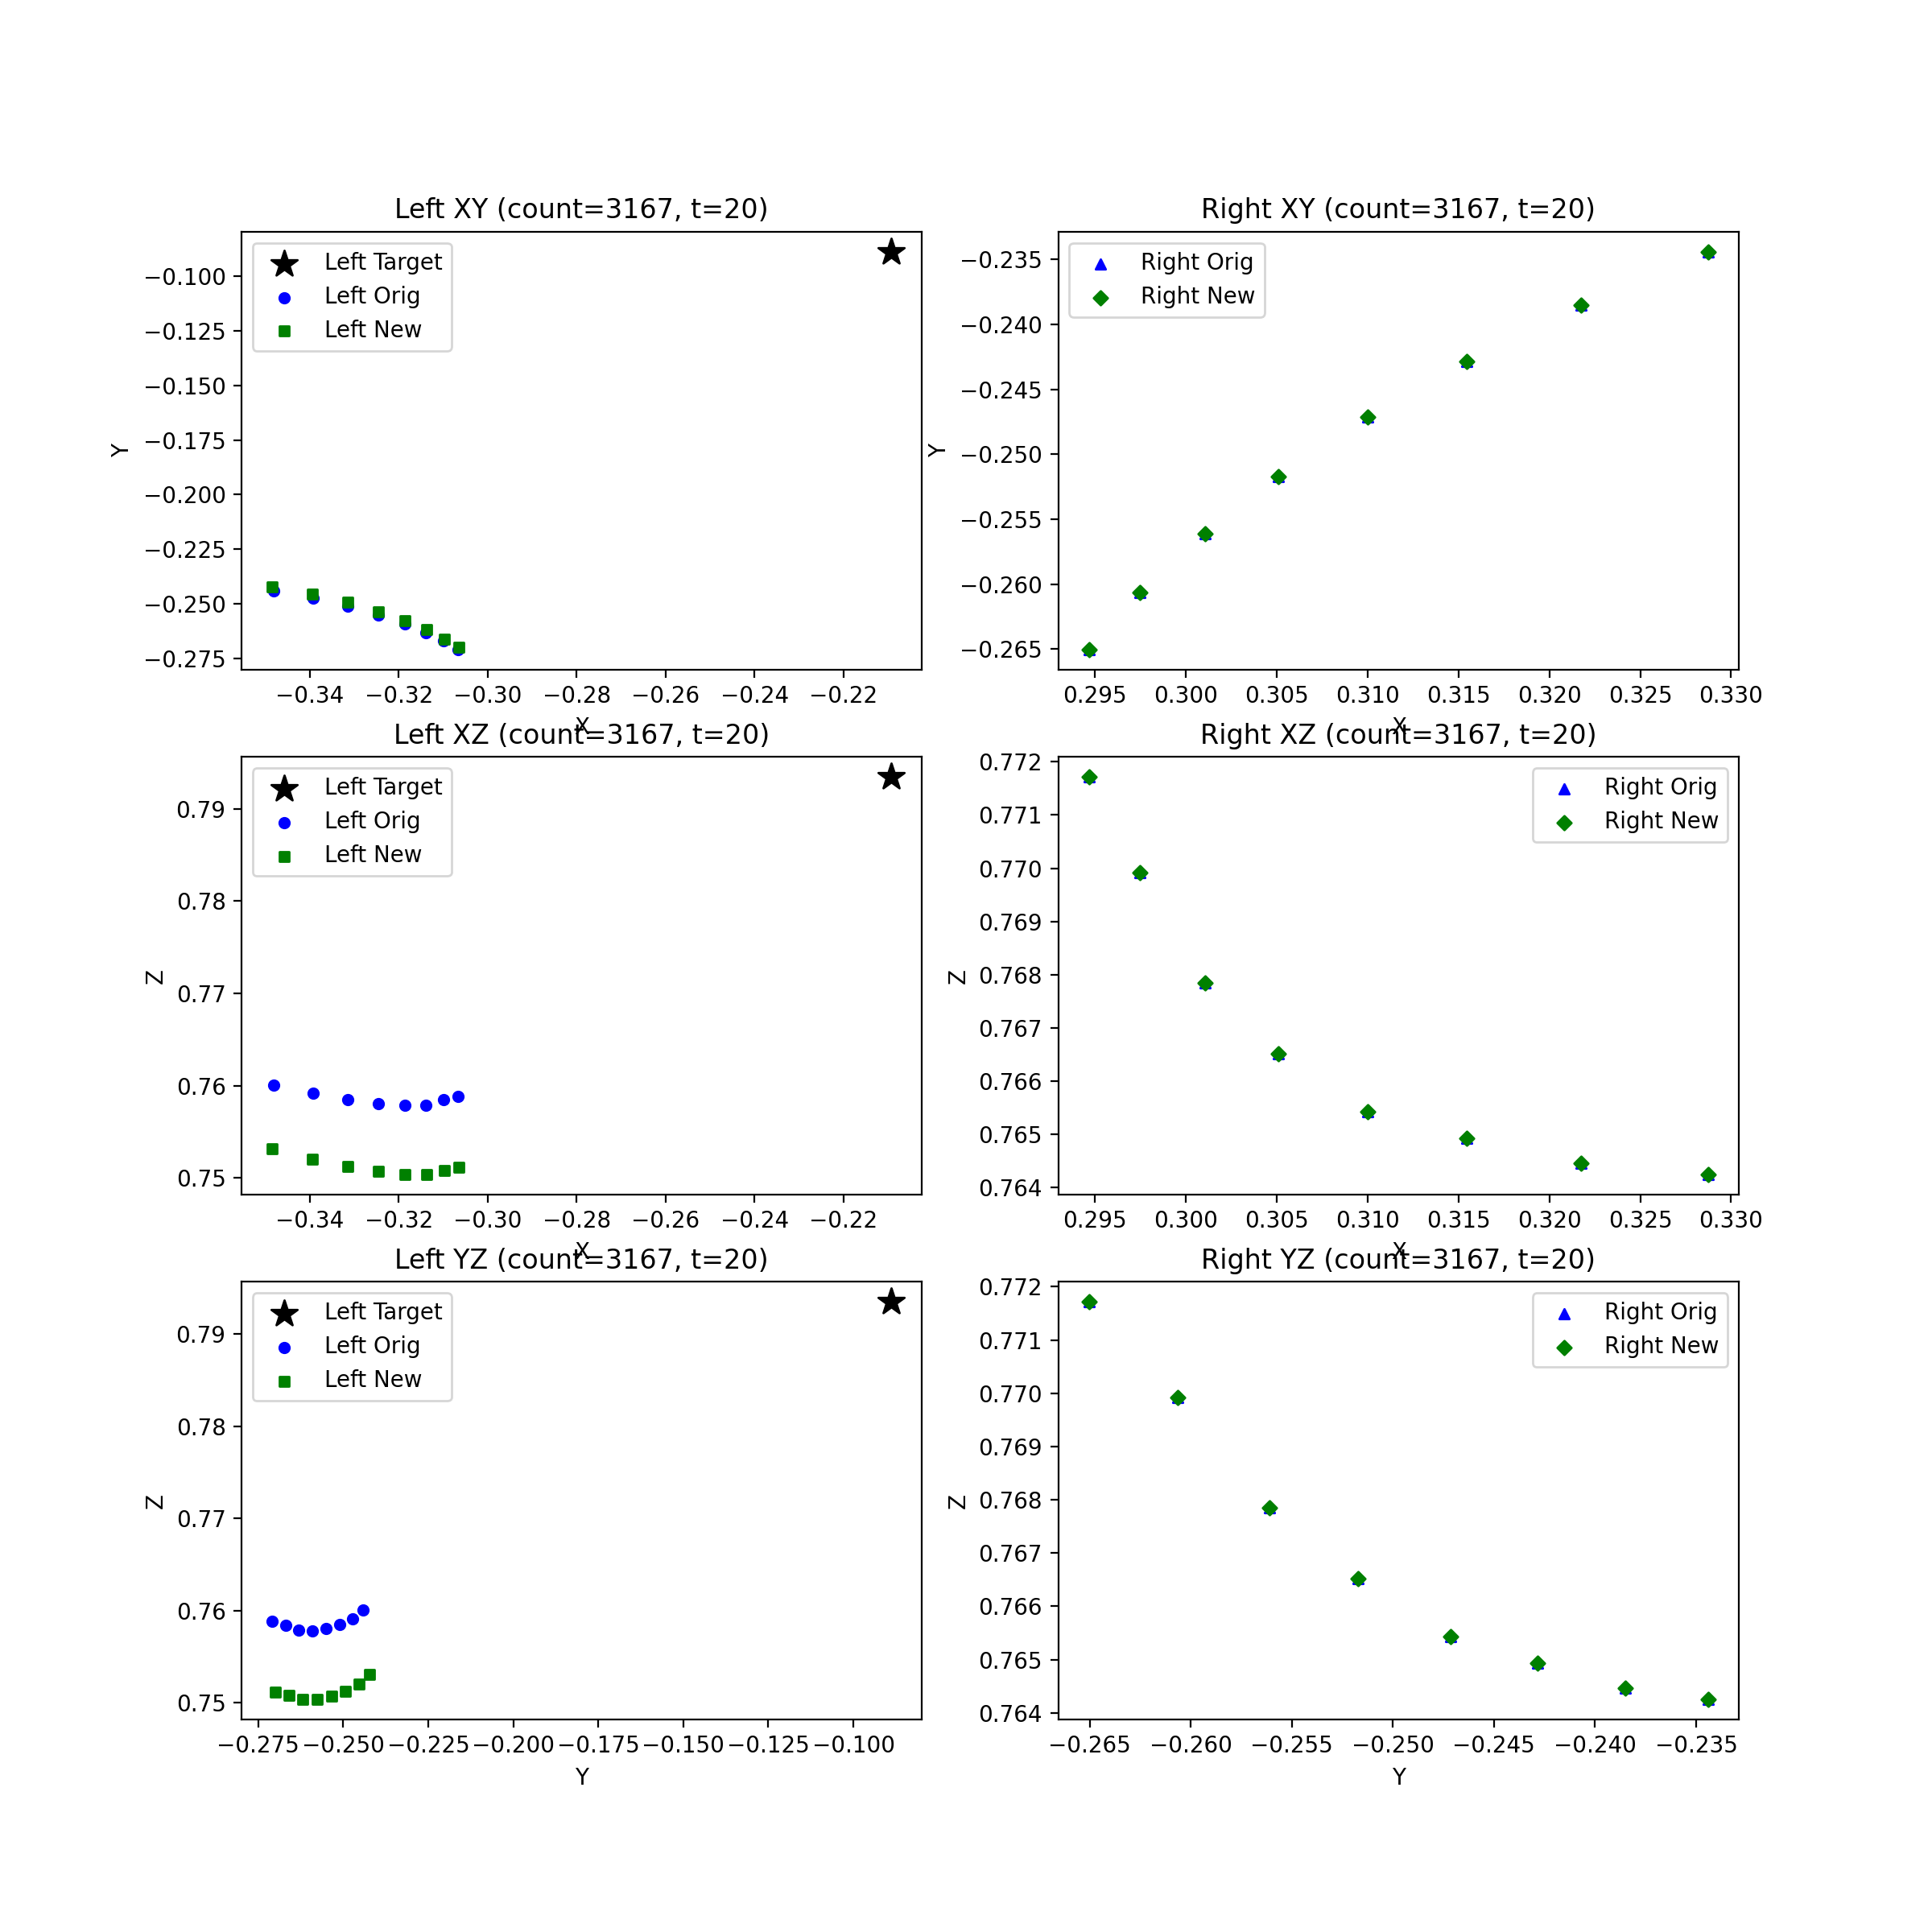 Left XY (count=3167, t=20)
Left Target
Left Orig
Left New
−0.100
−0.125
−0.150
−0.175
−0.200
−0.225
−0.250
−0.275
Y
−0.34 −0.32 −0.30 −0.28 −0.26 −0.24 −0.22
X
Right XY (count=3167, t=20)
Right Orig
Right New
−0.235
−0.240
−0.245
−0.250
−0.255
−0.260
−0.265
Y
0.295 0.300 0.305 0.310 0.315 0.320 0.325 0.330
X
Left XZ (count=3167, t=20)
Left Target
Left Orig
Left New
0.79
0.78
0.77
0.76
0.75
Z
−0.34 −0.32 −0.30 −0.28 −0.26 −0.24 −0.22
X
Right XZ (count=3167, t=20)
Right Orig
Right New
0.772
0.771
0.770
0.769
0.768
0.767
0.766
0.765
0.764
Z
0.295 0.300 0.305 0.310 0.315 0.320 0.325 0.330
X
Left YZ (count=3167, t=20)
Left Target
Left Orig
Left New
0.79
0.78
0.77
0.76
0.75
Z
−0.275 −0.250 −0.225 −0.200 −0.175 −0.150 −0.125 −0.100
Y
Right YZ (count=3167, t=20)
Right Orig
Right New
0.772
0.771
0.770
0.769
0.768
0.767
0.766
0.765
0.764
Z
−0.265 −0.260 −0.255 −0.250 −0.245 −0.240 −0.235
Y